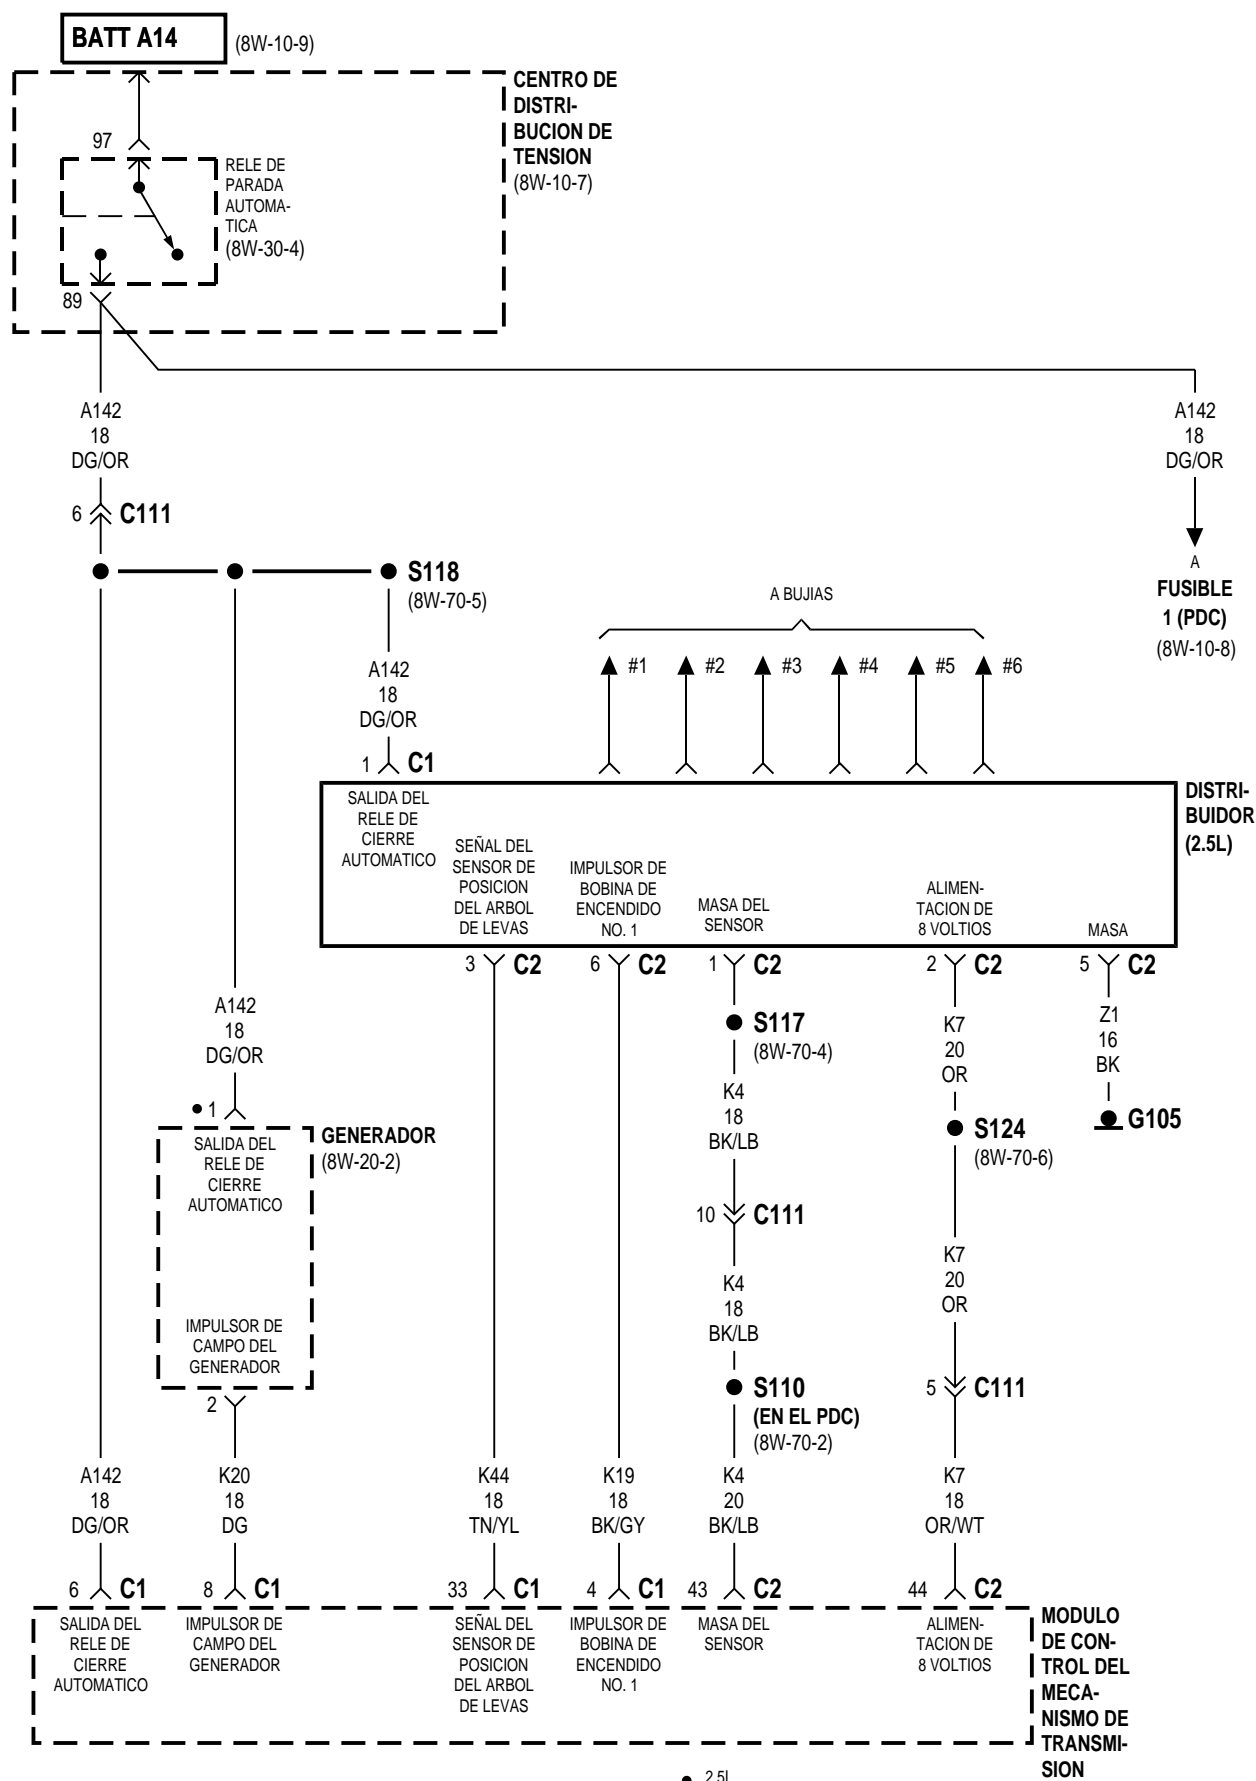 BATT A14
(8W-10-9)
CENTRO DE
DISTRI-
BUCION DE
TENSION
(8W-10-7)
97
RELE DE
PARADA
AUTOMA-
TICA
(8W-30-4)
89
A142
18
DG/OR
A142
18
DG/OR
6
C111
S118
(8W-70-5)
A
FUSIBLE
1 (PDC)
(8W-10-8)
A BUJIAS
#1
#2
#3
#4
#5
#6
A142
18
DG/OR
1
C1
DISTRI-
BUIDOR
(2.5L)
SALIDA DEL
RELE DE
CIERRE
AUTOMATICO
SEÑAL DEL
SENSOR DE
POSICION
DEL ARBOL
DE LEVAS
IMPULSOR DE
BOBINA DE
ENCENDIDO
NO. 1
MASA DEL
SENSOR
ALIMEN-
TACION DE
8 VOLTIOS
MASA
3
C2
6
C2
1
C2
2
C2
5
C2
A142
18
DG/OR
S117
(8W-70-4)
K7
20
OR
Z1
16
BK
K4
18
BK/LB
S124
(8W-70-6)
G105
1
GENERADOR
(8W-20-2)
SALIDA DEL
RELE DE
CIERRE
AUTOMATICO
10
C111
K7
20
OR
K4
18
BK/LB
IMPULSOR DE
CAMPO DEL
GENERADOR
2
S110
(EN EL PDC)
(8W-70-2)
5
C111
A142
18
DG/OR
K20
18
DG
K44
18
TN/YL
K19
18
BK/GY
K4
20
BK/LB
K7
18
OR/WT
6
C1
8
C1
33
C1
4
C1
43
C2
44
C2
SALIDA DEL
RELE DE
CIERRE
AUTOMATICO
IMPULSOR DE
CAMPO DEL
GENERADOR
SEÑAL DEL
SENSOR DE
POSICION
DEL ARBOL
DE LEVAS
IMPULSOR DE
BOBINA DE
ENCENDIDO
NO. 1
MASA DEL
SENSOR
ALIMEN-
TACION DE
8 VOLTIOS
MODULO
DE CON-
TROL DEL
MECA-
NISMO DE
TRANSMI-
SION
2.5L